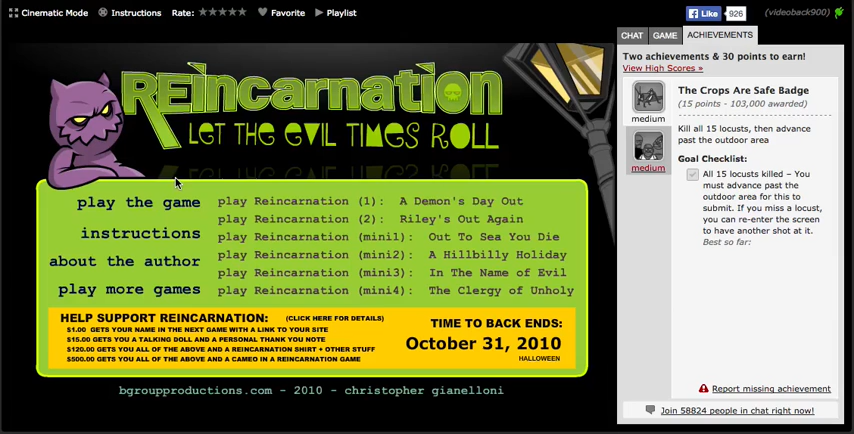 Cinematic Mode Instructions Rate: Favorite Playlist
Like 926 (videoback900)
CHAT GAME ACHIEVEMENTS
REincarnation
LET THE EVIL TIMES ROLL
play the game
instructions
about the author
play more games
play Reincarnation (1): A Demon's Day Out
play Reincarnation (2): Riley's Out Again
play Reincarnation (mini1): Out To Sea You Die
play Reincarnation (mini2): A Hillbilly Holiday
play Reincarnation (mini3): In The Name of Evil
play Reincarnation (mini4): The Clergy of Unholy
HELP SUPPORT REINCARNATION: (CLICK HERE FOR DETAILS)
$1.00 GETS YOUR NAME IN THE NEXT GAME WITH A LINK TO YOUR SITE
$15.00 GETS YOU A TALKING DOLL AND A PERSONAL THANK YOU NOTE
$120.00 GETS YOU ALL OF THE ABOVE AND A REINCARNATION SHIRT + OTHER STUFF
$500.00 GETS YOU ALL OF THE ABOVE AND A CAMEO IN A REINCARNATION GAME
TIME TO BACK ENDS:
October 31, 2010
HALLOWEEN
bgroupproductions.com - 2010 - christopher gianelloni
Two achievements & 30 points to earn!
View High Scores »
medium
medium
The Crops Are Safe Badge
(15 points - 103,000 awarded)
Kill all 15 locusts, then advance
past the outdoor area
Goal Checklist:
All 15 locusts killed – You
must advance past the
outdoor area for this to
submit. If you miss a locust,
you can re-enter the screen
to have another shot at it.
Best so far:
Report missing achievement
Join 58824 people in chat right now!